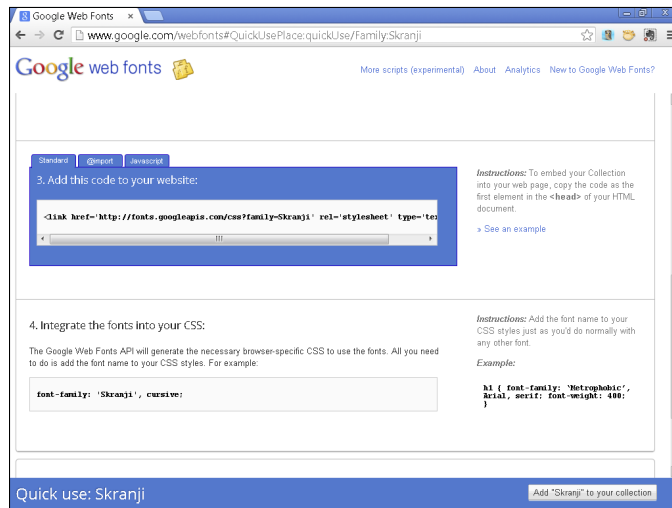 Google Web Fonts
www.google.com/webfonts#QuickUsePlace:quickUse/Family:Skranji
Google web fonts
More scripts (experimental) About Analytics New to Google Web Fonts?
Standard @import Javascript
3. Add this code to your website:
<link href='http://fonts.googleapis.com/css?family=Skranji' rel='stylesheet' type='te
Instructions: To embed your Collection
into your web page, copy the code as the
first element in the <head> of your HTML
document.
» See an example
4. Integrate the fonts into your CSS:
The Google Web Fonts API will generate the necessary browser-specific CSS to use the fonts. All you need
to do is add the font name to your CSS styles. For example:
font-family: 'Skranji', cursive;
Instructions: Add the font name to your
CSS styles just as you'd do normally with
any other font.
Example:
h1 { font-family: 'Metrophobic',
Arial, serif; font-weight: 400;
}
Quick use: Skranji
Add "Skranji" to your collection